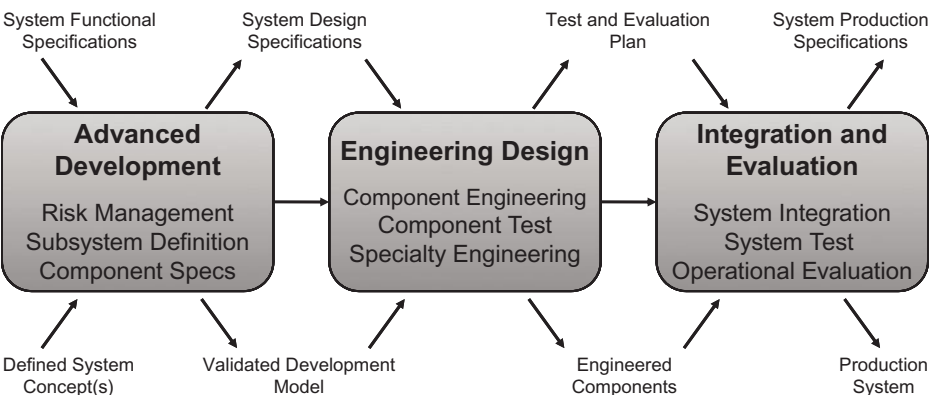 System Functional
Specifications
System Design
Specifications
Test and Evaluation
Plan
System Production
Specifications
Advanced
Development
Risk Management
Subsystem Definition
Component Specs
Engineering Design
Component Engineering
Component Test
Specialty Engineering
Integration and
Evaluation
System Integration
System Test
Operational Evaluation
Defined System
Concept(s)
Validated Development
Model
Engineered
Components
Production
System